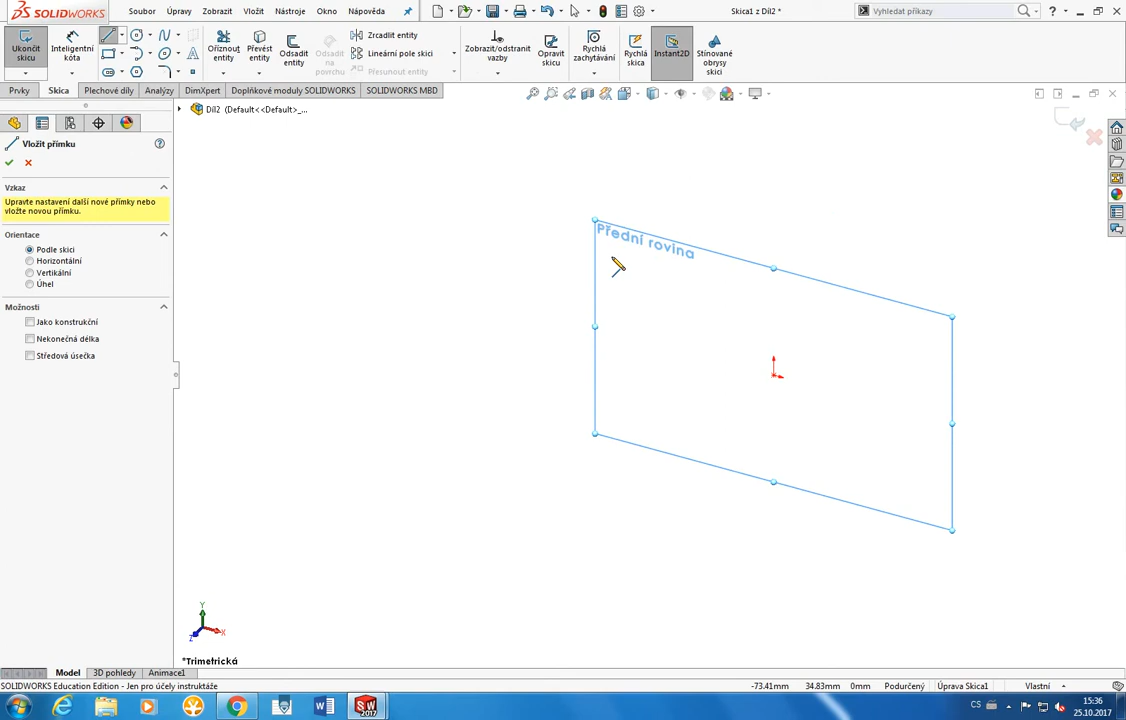 SOLIDWORKS
Soubor Úpravy Zobrazit Vložit Nástroje Okno Nápověda
Skica1 z Díl2 *
Vyhledat příkazy
Ukončit skicu
Inteligentní kóta
Oříznout entity
Převést entity
Odsadit entity
Odsadit na povrchu
Zrcadlit entity
Lineární pole skici
Přesunout entity
Zobrazit/odstranit vazby
Opravit skicu
Rychlá zachytávání
Rychlá skica
Instant2D
Stínované obrysy skici
Prvky Skica Plechové díly Analýzy DimXpert Doplňkové moduly SOLIDWORKS SOLIDWORKS MBD
Díl2 (Default<<Default>_...
Vložit přímku
Vzkaz
Upravte nastavení další nové přímky nebo
vložte novou přímku.
Orientace
Podle skici
Horizontální
Vertikální
Úhel
Možnosti
Jako konstrukční
Nekonečná délka
Středová úsečka
Přední rovina
Y
Z
X
*Trimetrická
Model 3D pohledy Animace1
SOLIDWORKS Education Edition - Jen pro účely instruktáže
-73.41mm 34.83mm 0mm Podurčený Úprava Skica1 Vlastní
SW
2017
CS
15:36
25.10.2017